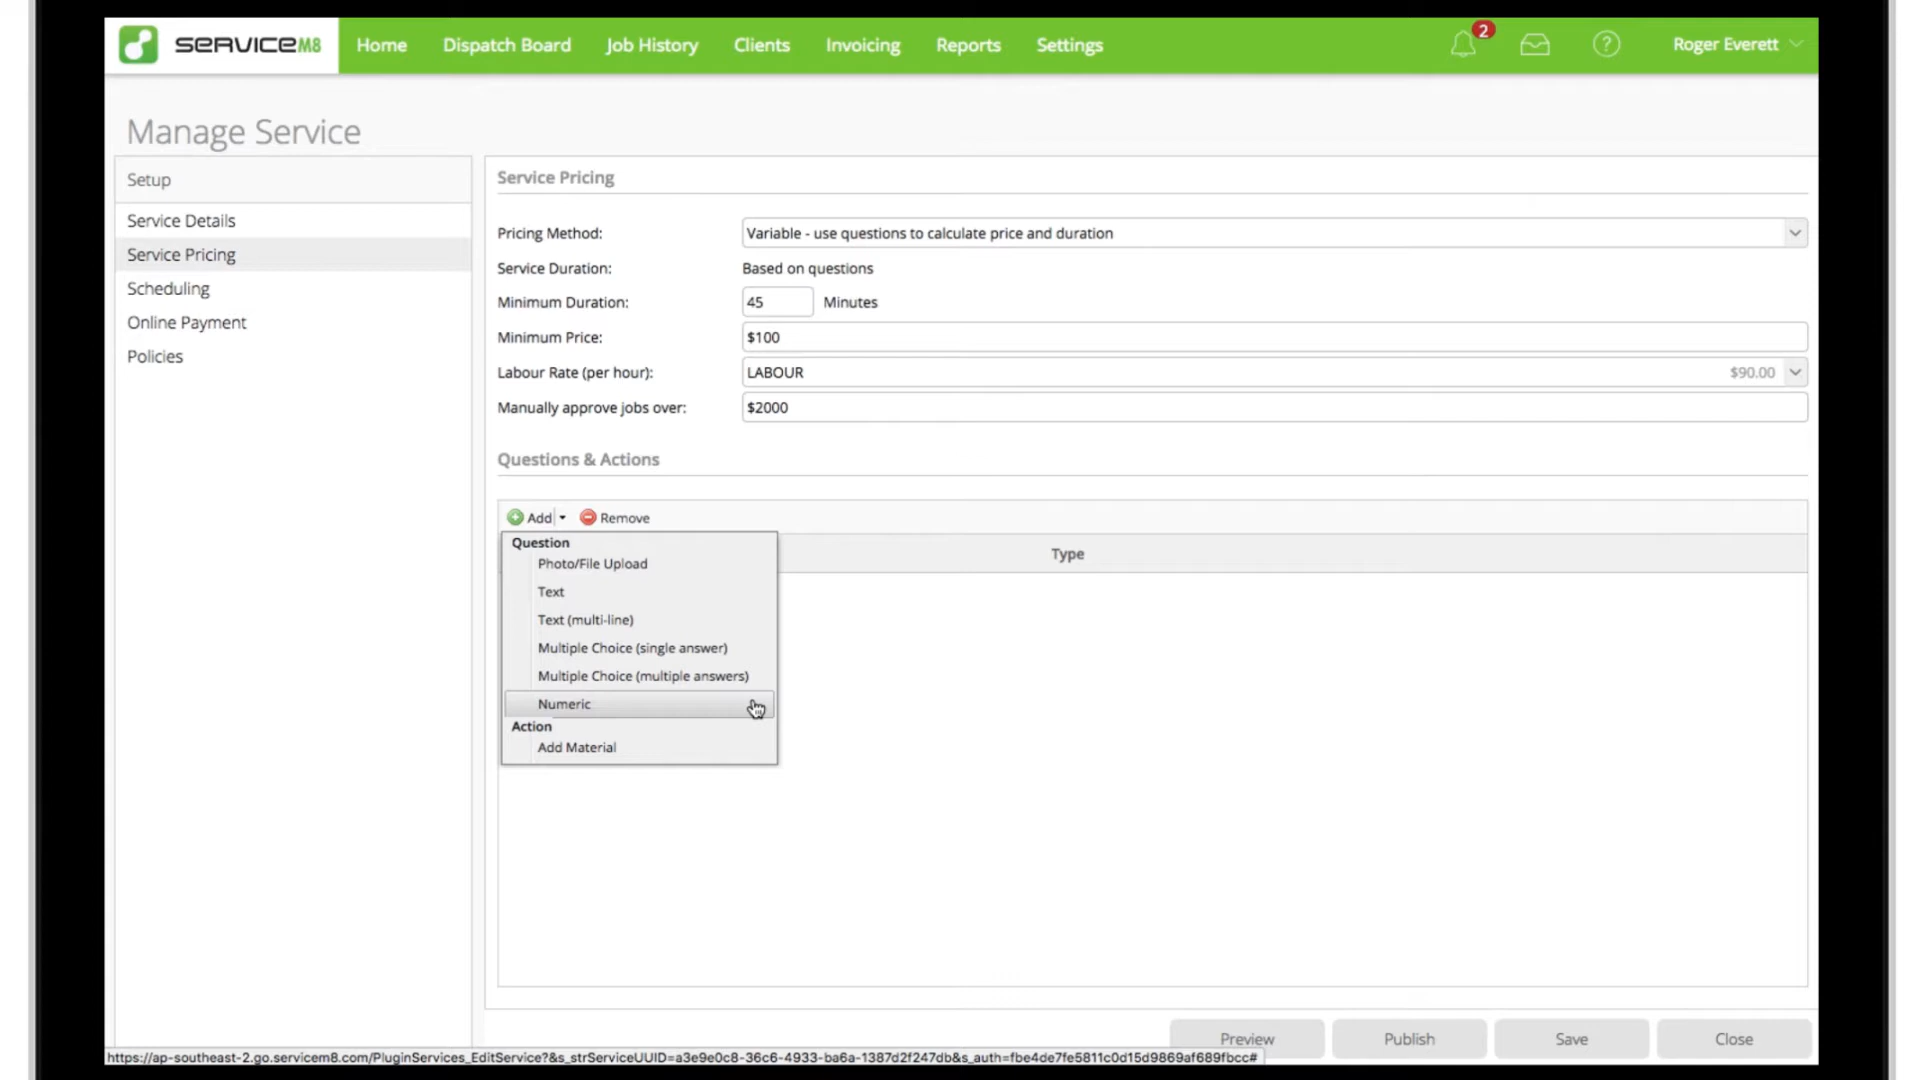 SERVICEM8
Home
Dispatch Board
Job History
Clients
Invoicing
Reports
Settings
2
?
Roger Everett
Manage Service
Setup
Service Details
Service Pricing
Scheduling
Online Payment
Policies
Service Pricing
Pricing Method:
Variable - use questions to calculate price and duration
Service Duration:
Based on questions
Minimum Duration:
45
Minutes
Minimum Price:
$100
Labour Rate (per hour):
LABOUR
$90.00
Manually approve jobs over:
$2000
Questions & Actions
Add
Remove
Type
Question
Photo/File Upload
Text
Text (multi-line)
Multiple Choice (single answer)
Multiple Choice (multiple answers)
Numeric
Action
Add Material
Preview
Publish
Save
Close
https://ap-southeast-2.go.servicem8.com/PluginServices_EditService?&s_strServiceUUID=a3e9e0c8-36c6-4933-ba6a-1387d2f247db&s_auth=fbe4de7fe5811c0d15d9869af689fbcc#